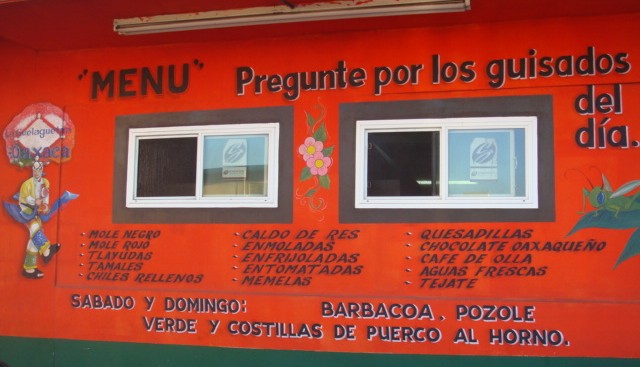 "MENU"
Pregunte por los guisados
del
día.
Guelaguetza
Oaxaca
- MOLE NEGRO
- MOLE ROJO
- TLAYUDAS
- TAMALES
- CHILES RELLENOS
- CALDO DE RES
- ENMOLADAS
- ENFRIJOLADAS
- ENTOMATADAS
- MEMELAS
- QUESADILLAS
- CHOCOLATE OAXAQUEÑO
- CAFE DE OLLA
- AGUAS FRESCAS
- TEJATE
SABADO Y DOMINGO: BARBACOA, POZOLE
VERDE Y COSTILLAS DE PUERCO AL HORNO.